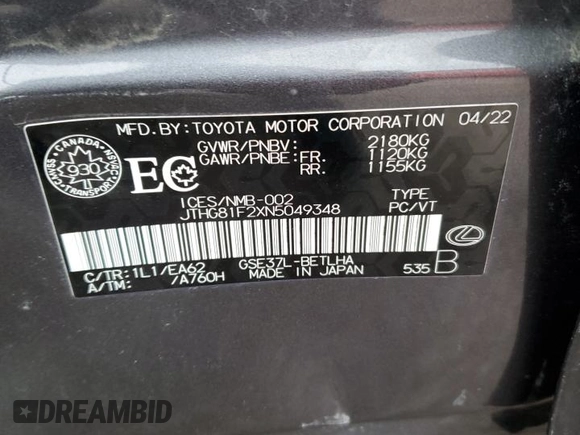 MFD.BY:TOYOTA MOTOR CORPORATION 04/22
GVWR/PNBV: 2180KG
GAWR/PNBE:FR. 1120KG
RR. 1155KG
CANADA
930
TRANSPORT
EC
ICES/NMB-002 TYPE
JTHG81F2XN5049348 PC/VT
C/TR:1L1/EA62 GSE37L-BETLHA
A/TM: /A760H MADE IN JAPAN 535 B
DREAMBID